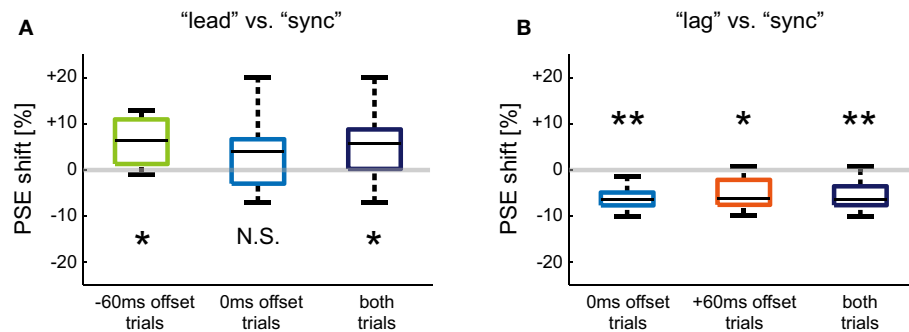 A
"lead" vs. "sync"
PSE shift [%]
+20
+10
0
-10
-20
*
N.S.
*
-60ms offset trials
0ms offset trials
both trials
B
"lag" vs. "sync"
PSE shift [%]
+20
+10
0
-10
-20
**
*
**
0ms offset trials
+60ms offset trials
both trials